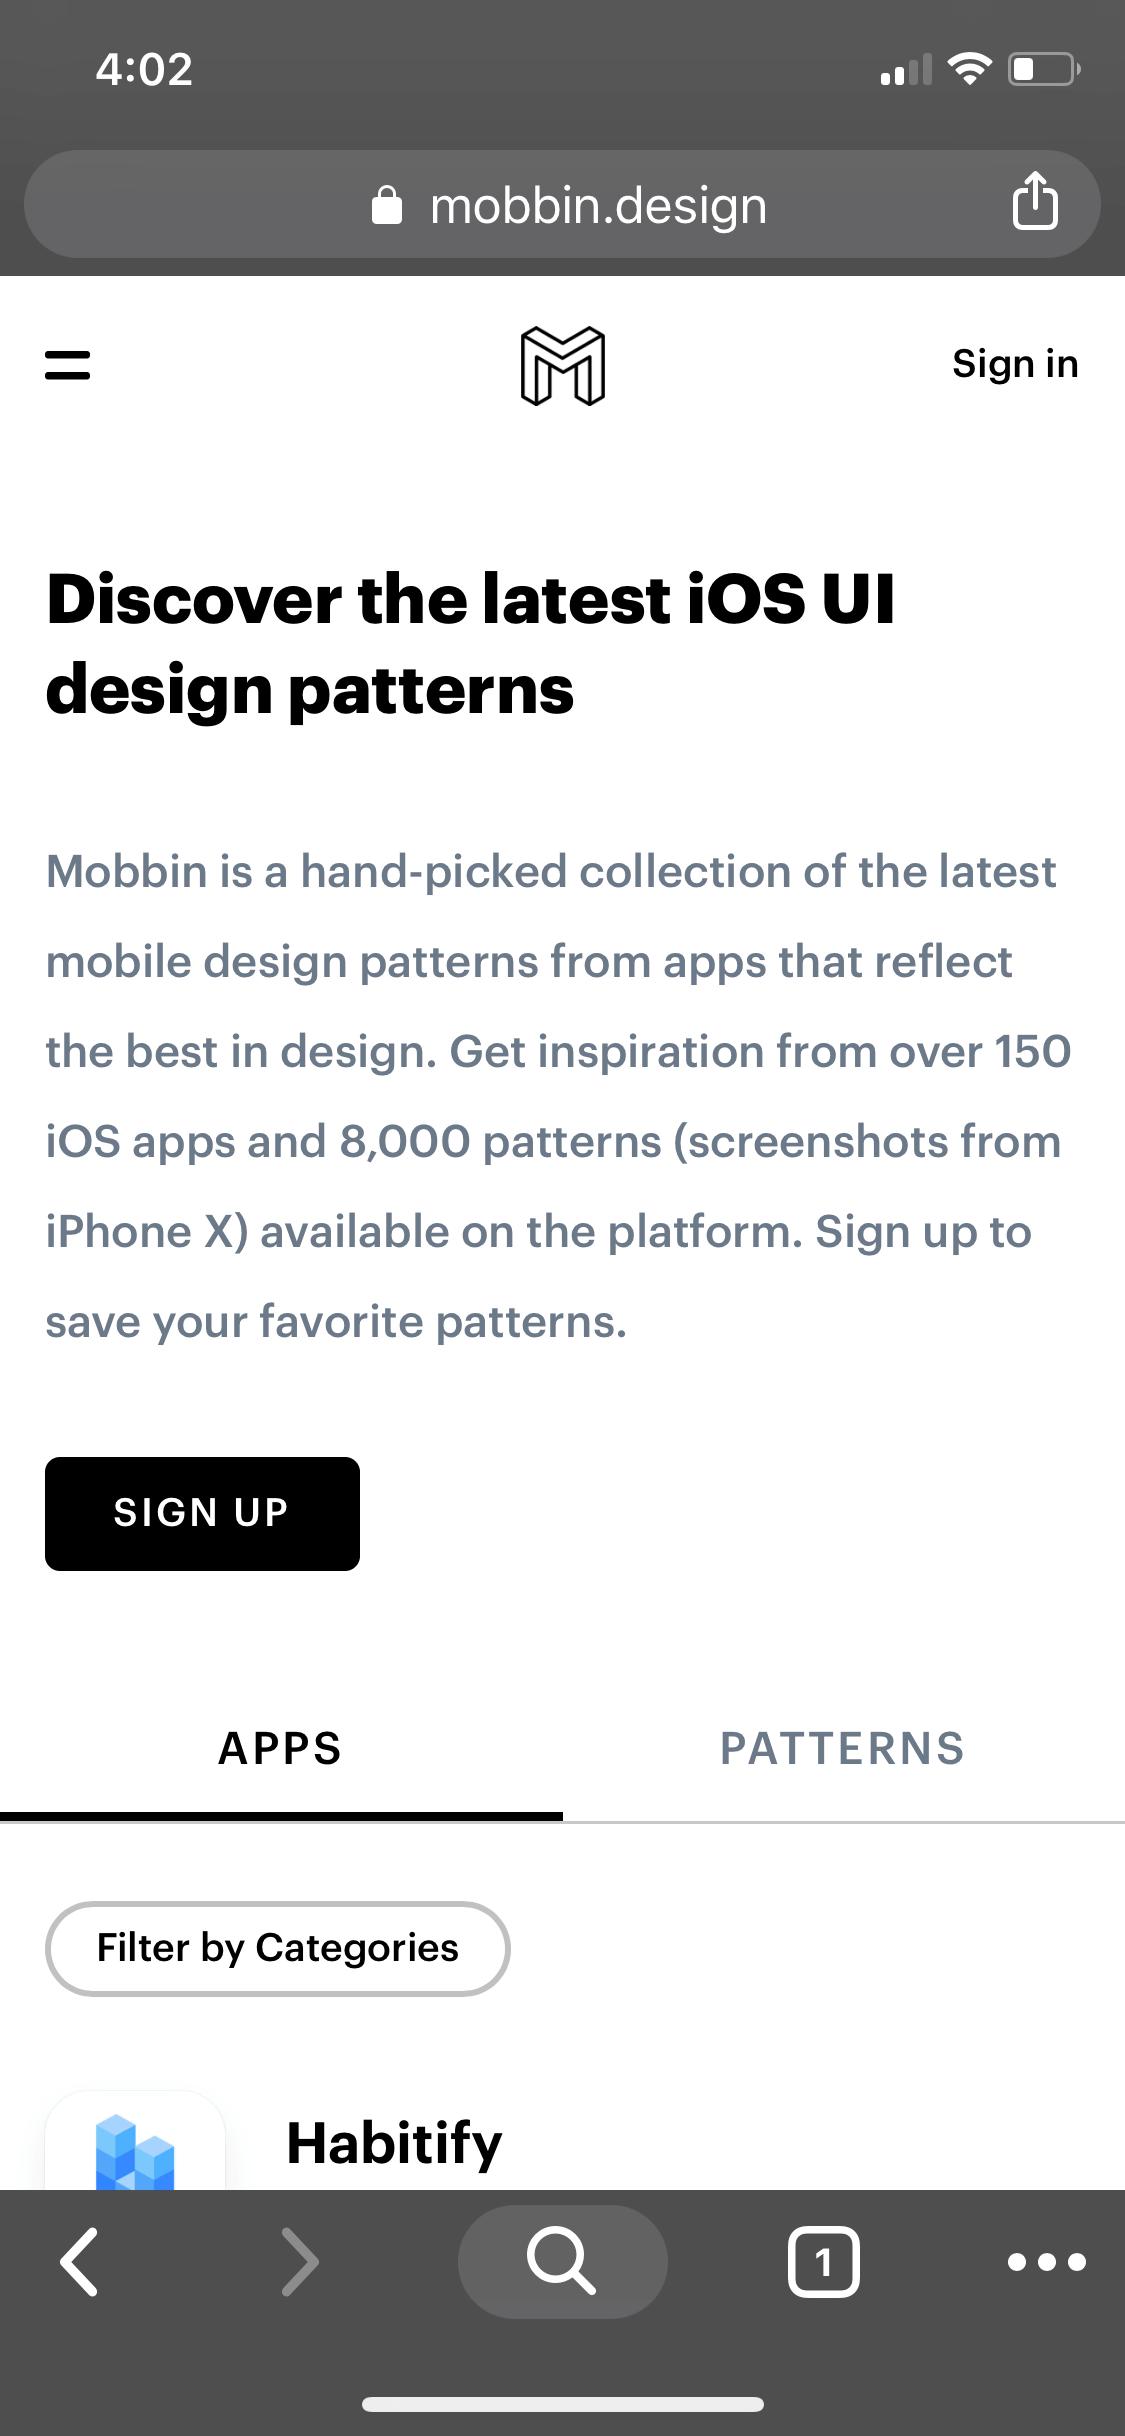 4:02
mobbin.design
Sign in
Discover the latest iOS UI
design patterns
Mobbin is a hand-picked collection of the latest
mobile design patterns from apps that reflect
the best in design. Get inspiration from over 150
iOS apps and 8,000 patterns (screenshots from
iPhone X) available on the platform. Sign up to
save your favorite patterns.
SIGN UP
APPS PATTERNS
Filter by Categories
Habitify
1